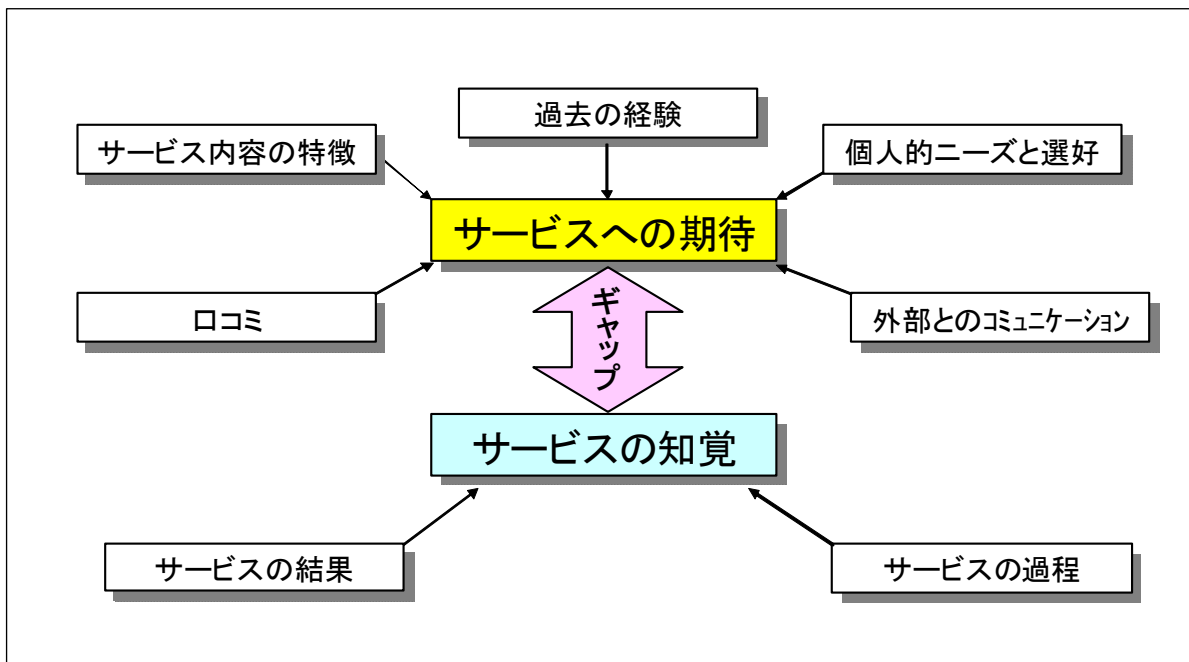 過去の経験
サービス内容の特徴
個人的ニーズと選好
サービスへの期待
口コミ
外部とのコミュニケーション
ギャップ
サービスの知覚
サービスの結果
サービスの過程